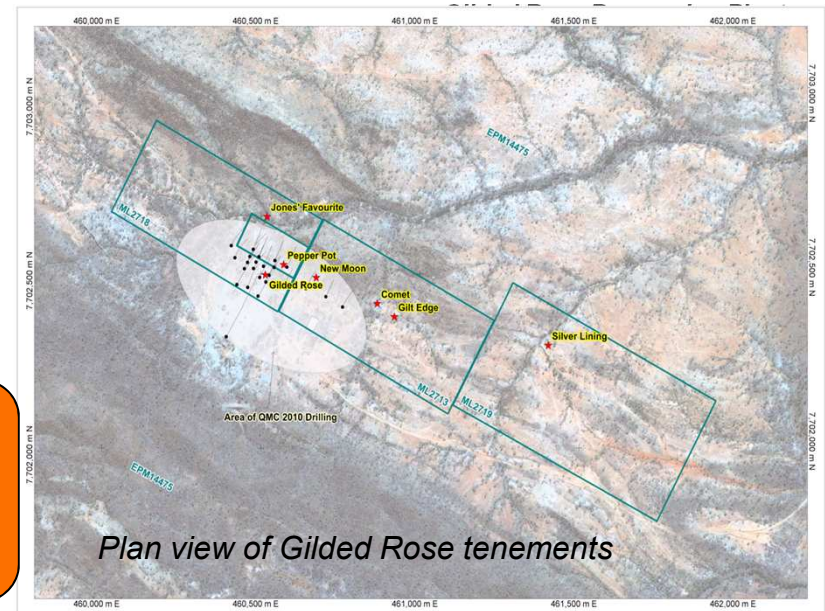 460,000 m E
460,500 m E
461,000 m E
461,500 m E
462,000 m E
7,703,000 m N
7,703,000 m N
EPM14475
ML2718
Jones' Favourite
Pepper Pot
New Moon
Gilded Rose
7,702,500 m N
7,702,500 m N
Comet
Gilt Edge
Silver Lining
ML2713
ML2719
Area of QMC 2010 Drilling
7,702,000 m N
7,702,000 m N
EPM14475
Plan view of Gilded Rose tenements
460,000 m E
460,500 m E
461,000 m E
461,500 m E
462,000 m E